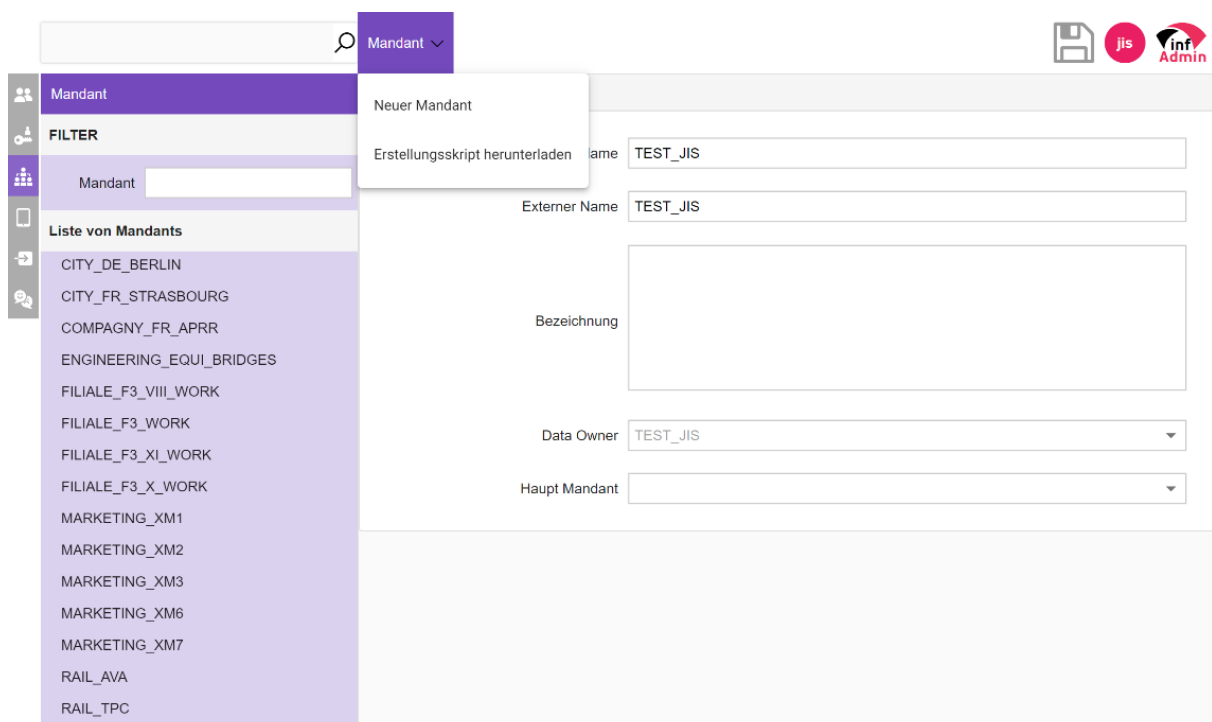 Mandant
jis
inf
Admin
Mandant
Neuer Mandant
Erstellungsskript herunterladen
FILTER
Mandant
Liste von Mandants
CITY_DE_BERLIN
CITY_FR_STRASBOURG
COMPAGNY_FR_APRR
ENGINEERING_EQUI_BRIDGES
FILIALE_F3_VIII_WORK
FILIALE_F3_WORK
FILIALE_F3_XI_WORK
FILIALE_F3_X_WORK
MARKETING_XM1
MARKETING_XM2
MARKETING_XM3
MARKETING_XM6
MARKETING_XM7
RAIL_AVA
RAIL_TPC
ame TEST_JIS
Externer Name TEST_JIS
Bezeichnung
Data Owner TEST_JIS
Haupt Mandant